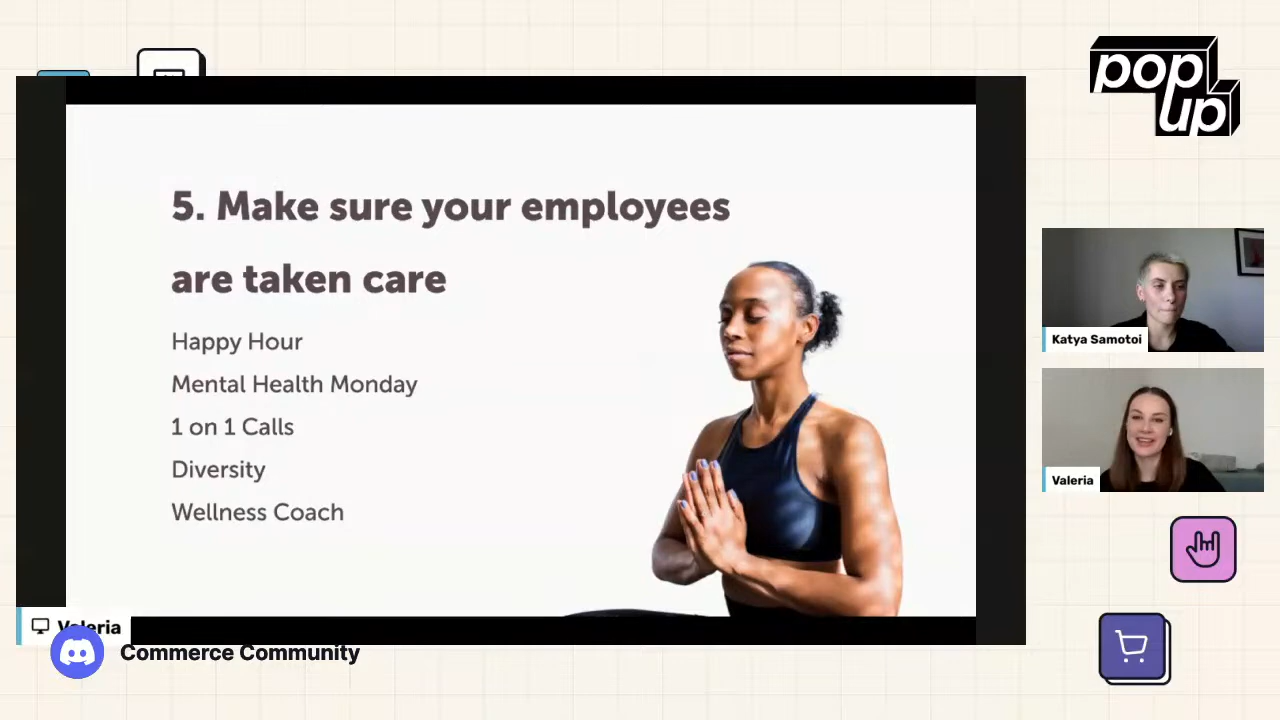 pop
up
5. Make sure your employees
are taken care
Happy Hour
Mental Health Monday
1 on 1 Calls
Diversity
Wellness Coach
Katya Samotoi
Valeria
Valeria
Commerce Community